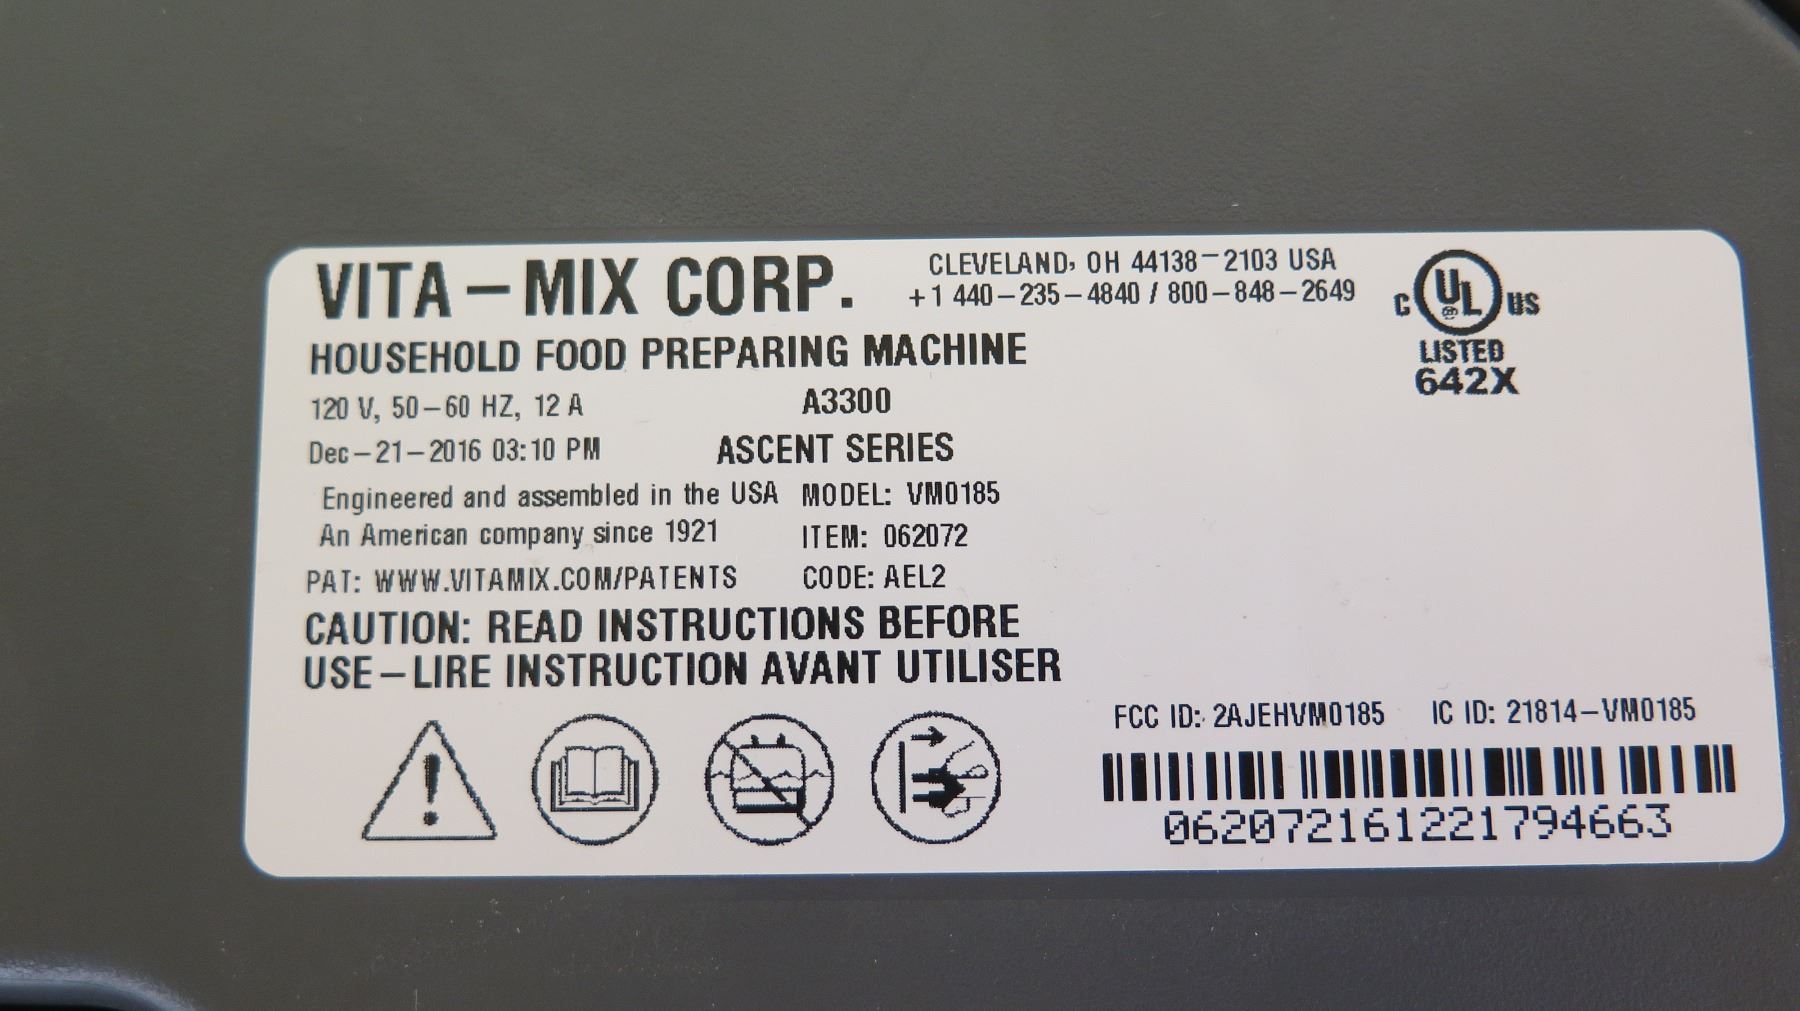 VITA-MIX CORP.
CLEVELAND, OH 44138-2103 USA
+1 440-235-4840 / 800-848-2649
C UL US
LISTED
642X
HOUSEHOLD FOOD PREPARING MACHINE
120 V, 50-60 HZ, 12 A
A3300
Dec-21-2016 03:10 PM
ASCENT SERIES
Engineered and assembled in the USA
MODEL: VM0185
An American company since 1921
ITEM: 062072
PAT: WWW.VITAMIX.COM/PATENTS
CODE: AEL2
CAUTION: READ INSTRUCTIONS BEFORE
USE-LIRE INSTRUCTION AVANT UTILISER
FCC ID: 2AJEHVM0185
IC ID: 21814-VM0185
062072161221794663